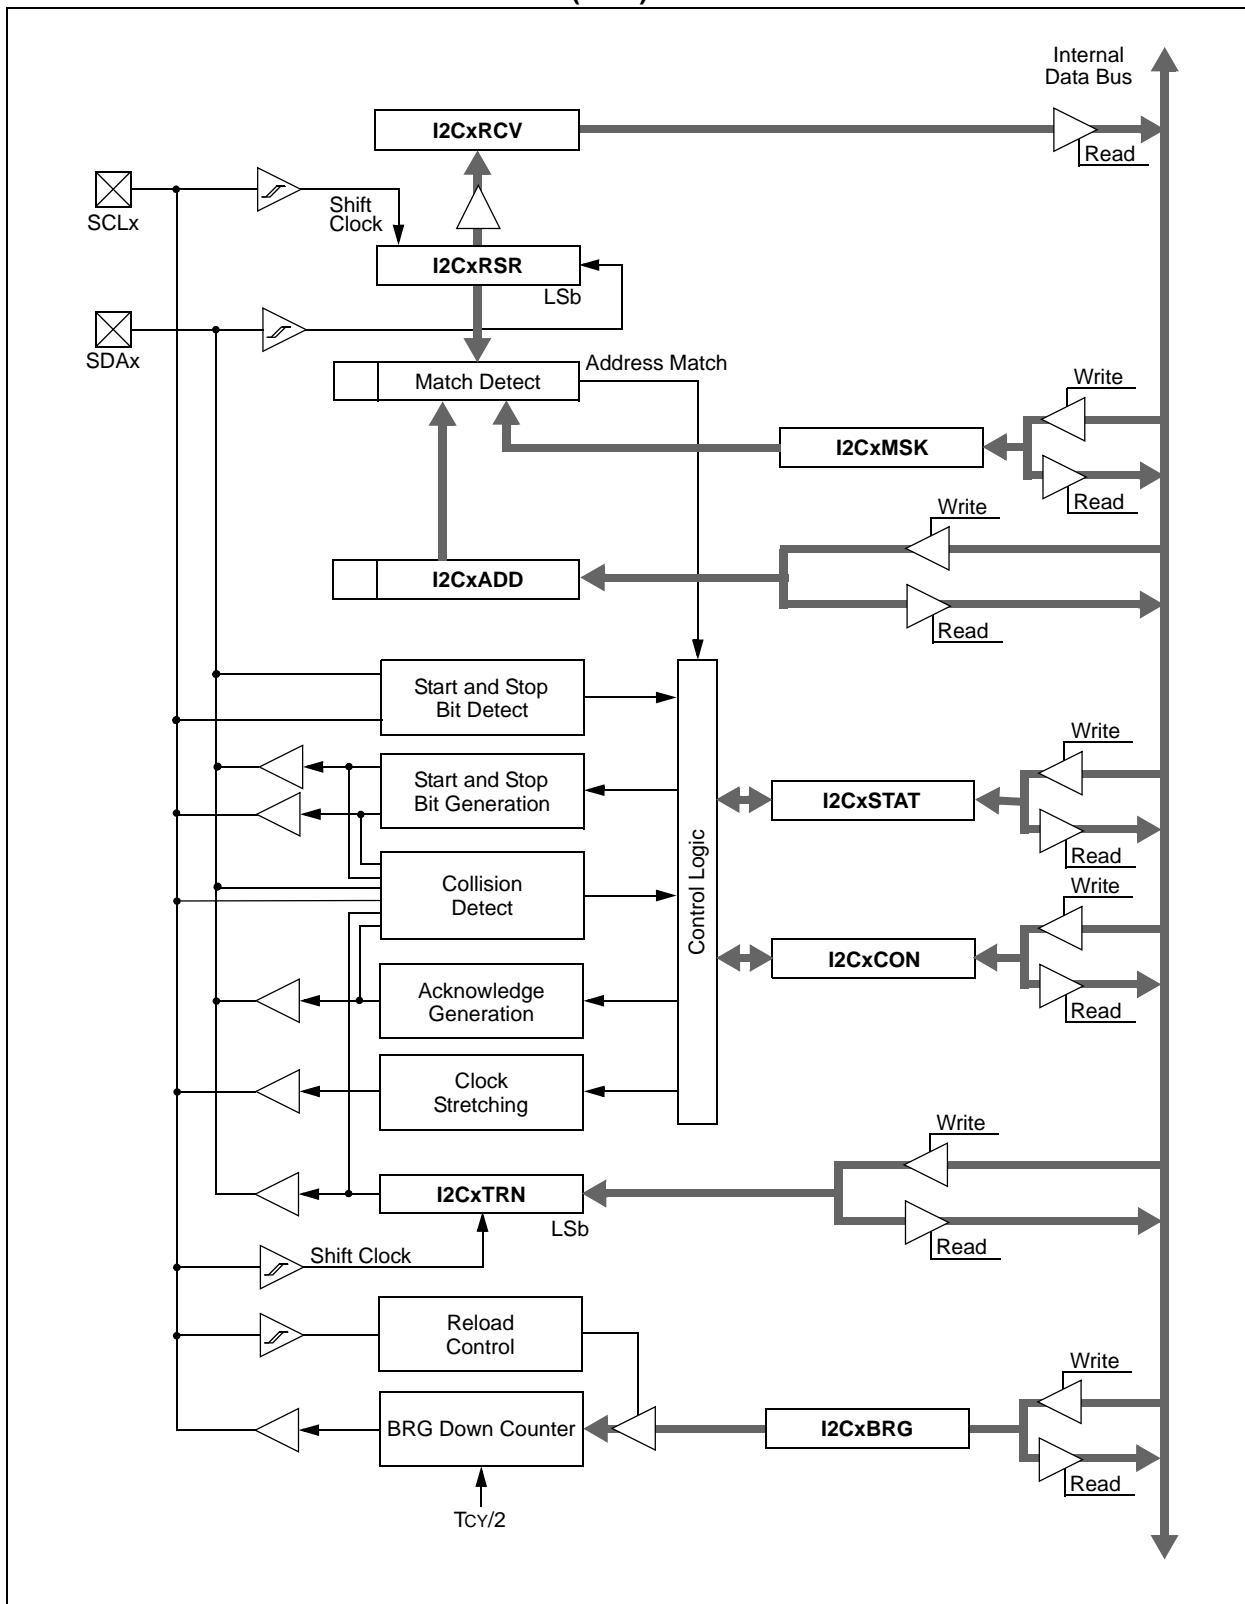 Internal
Data Bus
I2CxRCV
Read
SCLx
Shift
Clock
I2CxRSR
LSb
SDAx
Address Match
Match Detect
Write
I2CxMSK
Read
Write
I2CxADD
Read
Start and Stop
Bit Detect
Write
Start and Stop
Bit Generation
I2CxSTAT
Read
Control Logic
Collision
Detect
Write
I2CxCON
Acknowledge
Generation
Read
Clock
Stretching
Write
I2CxTRN
LSb
Read
Shift Clock
Reload
Control
Write
BRG Down Counter
I2CxBRG
Read
TCY/2